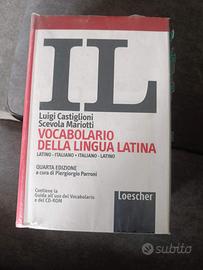 IL
Luigi Castiglioni
Scevola Mariotti
VOCABOLARIO
DELLA LINGUA LATINA
LATINO - ITALIANO • ITALIANO - LATINO
QUARTA EDIZIONE
a cura di Piergiorgio Parroni
Contiene la
Guida all'uso del Vocabolario
e del CD-ROM
Loescher
subito